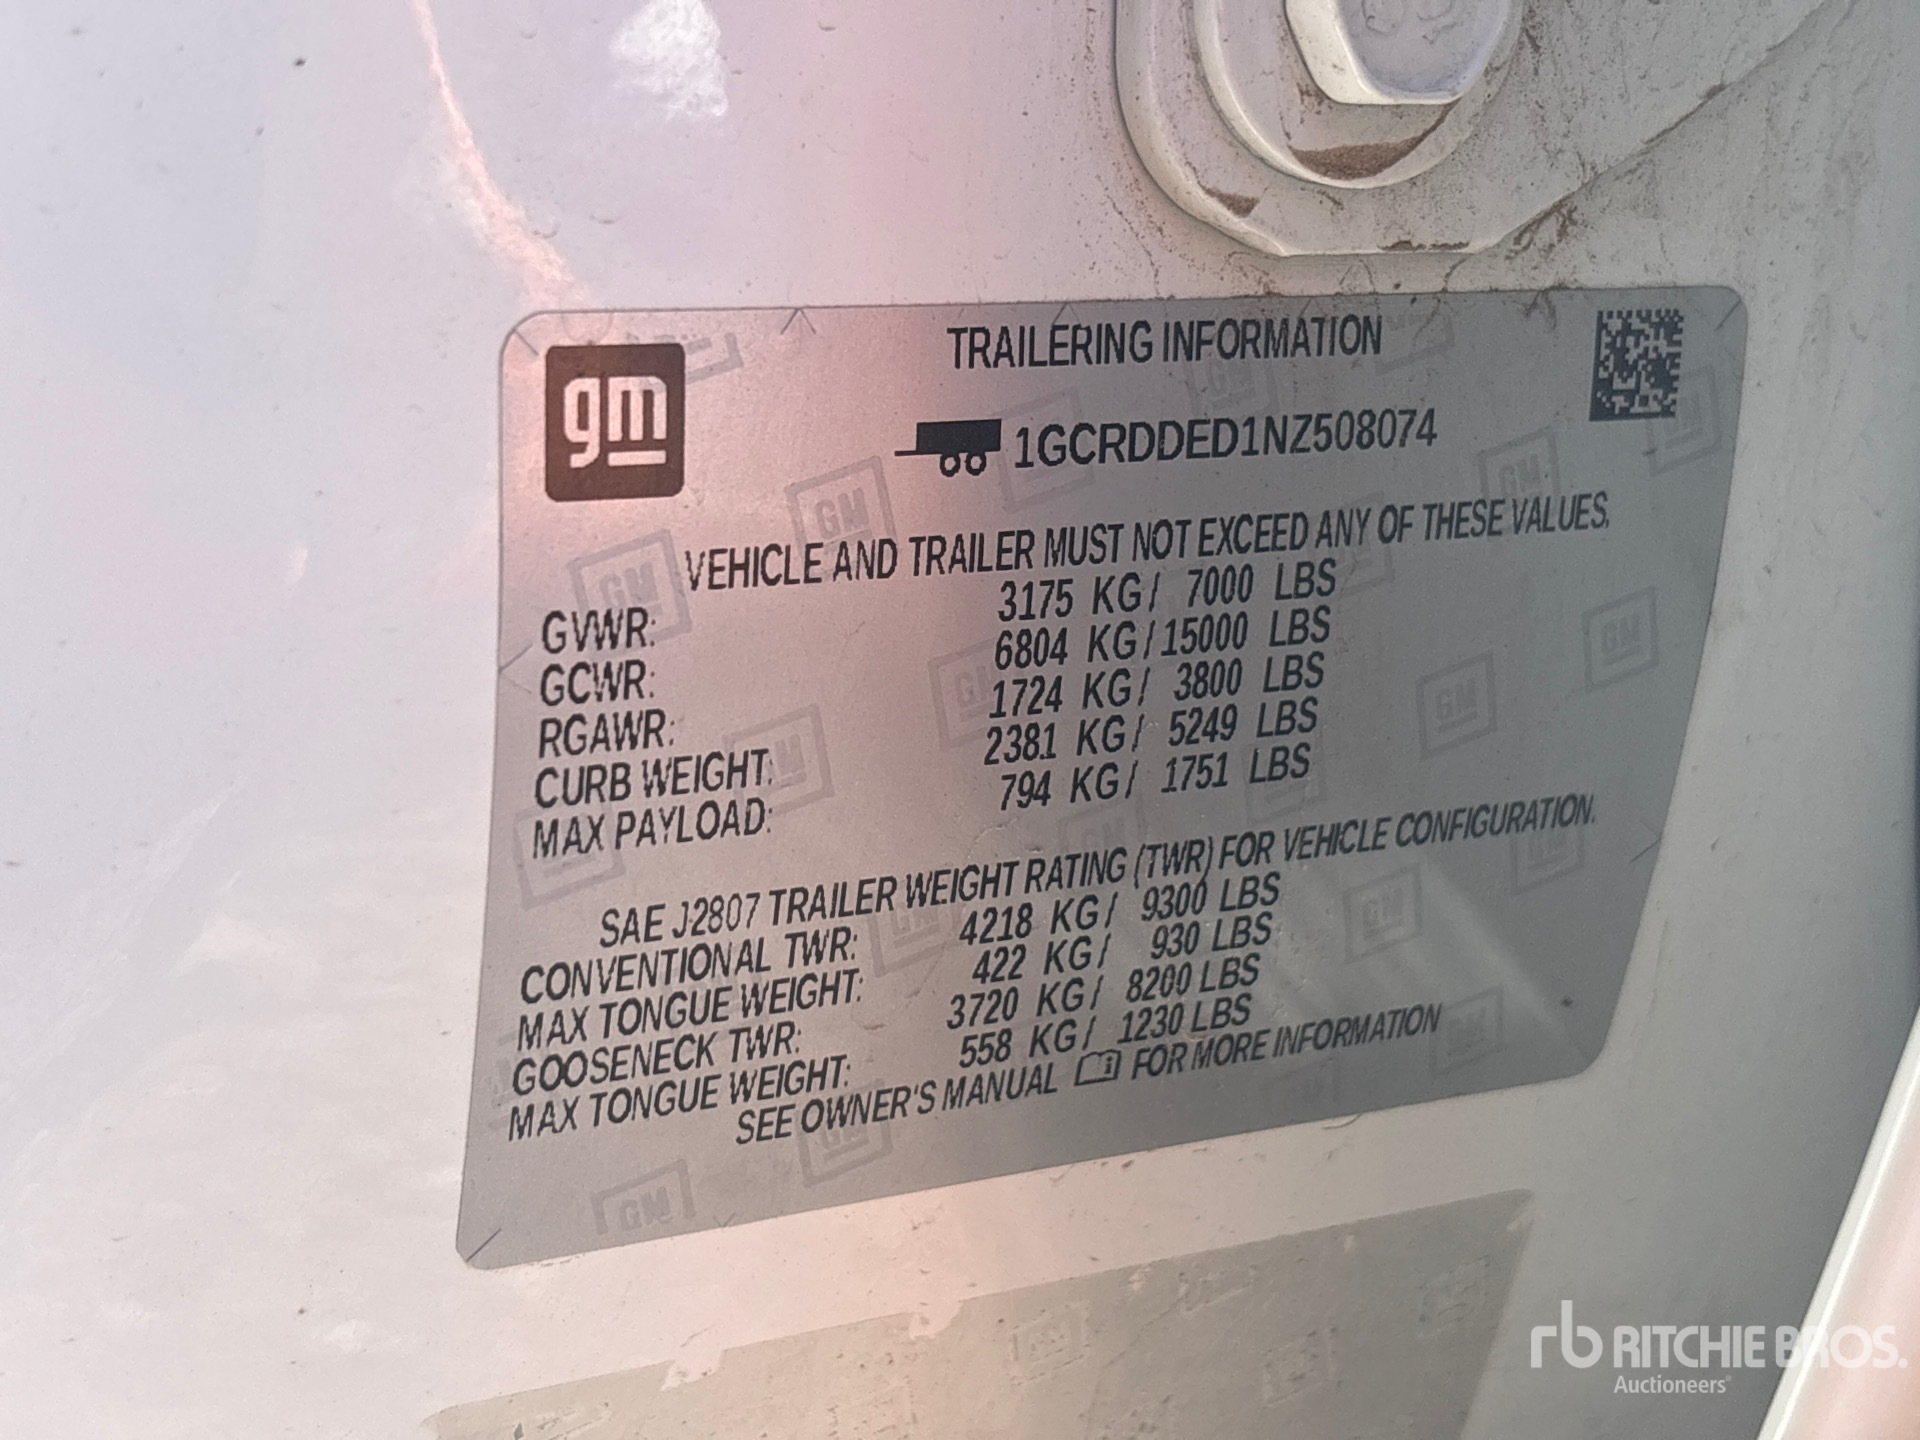 gm
TRAILERING INFORMATION
1GCRDDED1NZ508074
VEHICLE AND TRAILER MUST NOT EXCEED ANY OF THESE VALUES.
GVWR: 3175 KG/ 7000 LBS
GCWR: 6804 KG/15000 LBS
RGAWR: 1724 KG/ 3800 LBS
CURB WEIGHT: 2381 KG/ 5249 LBS
MAX PAYLOAD: 794 KG/ 1751 LBS
SAE J2807 TRAILER WEIGHT RATING (TWR) FOR VEHICLE CONFIGURATION.
CONVENTIONAL TWR: 4218 KG/ 9300 LBS
MAX TONGUE WEIGHT: 422 KG/ 930 LBS
GOOSENECK TWR: 3720 KG/ 8200 LBS
MAX TONGUE WEIGHT: 558 KG/ 1230 LBS
SEE OWNER'S MANUAL FOR MORE INFORMATION
rb RITCHIE BROS.
Auctioneers